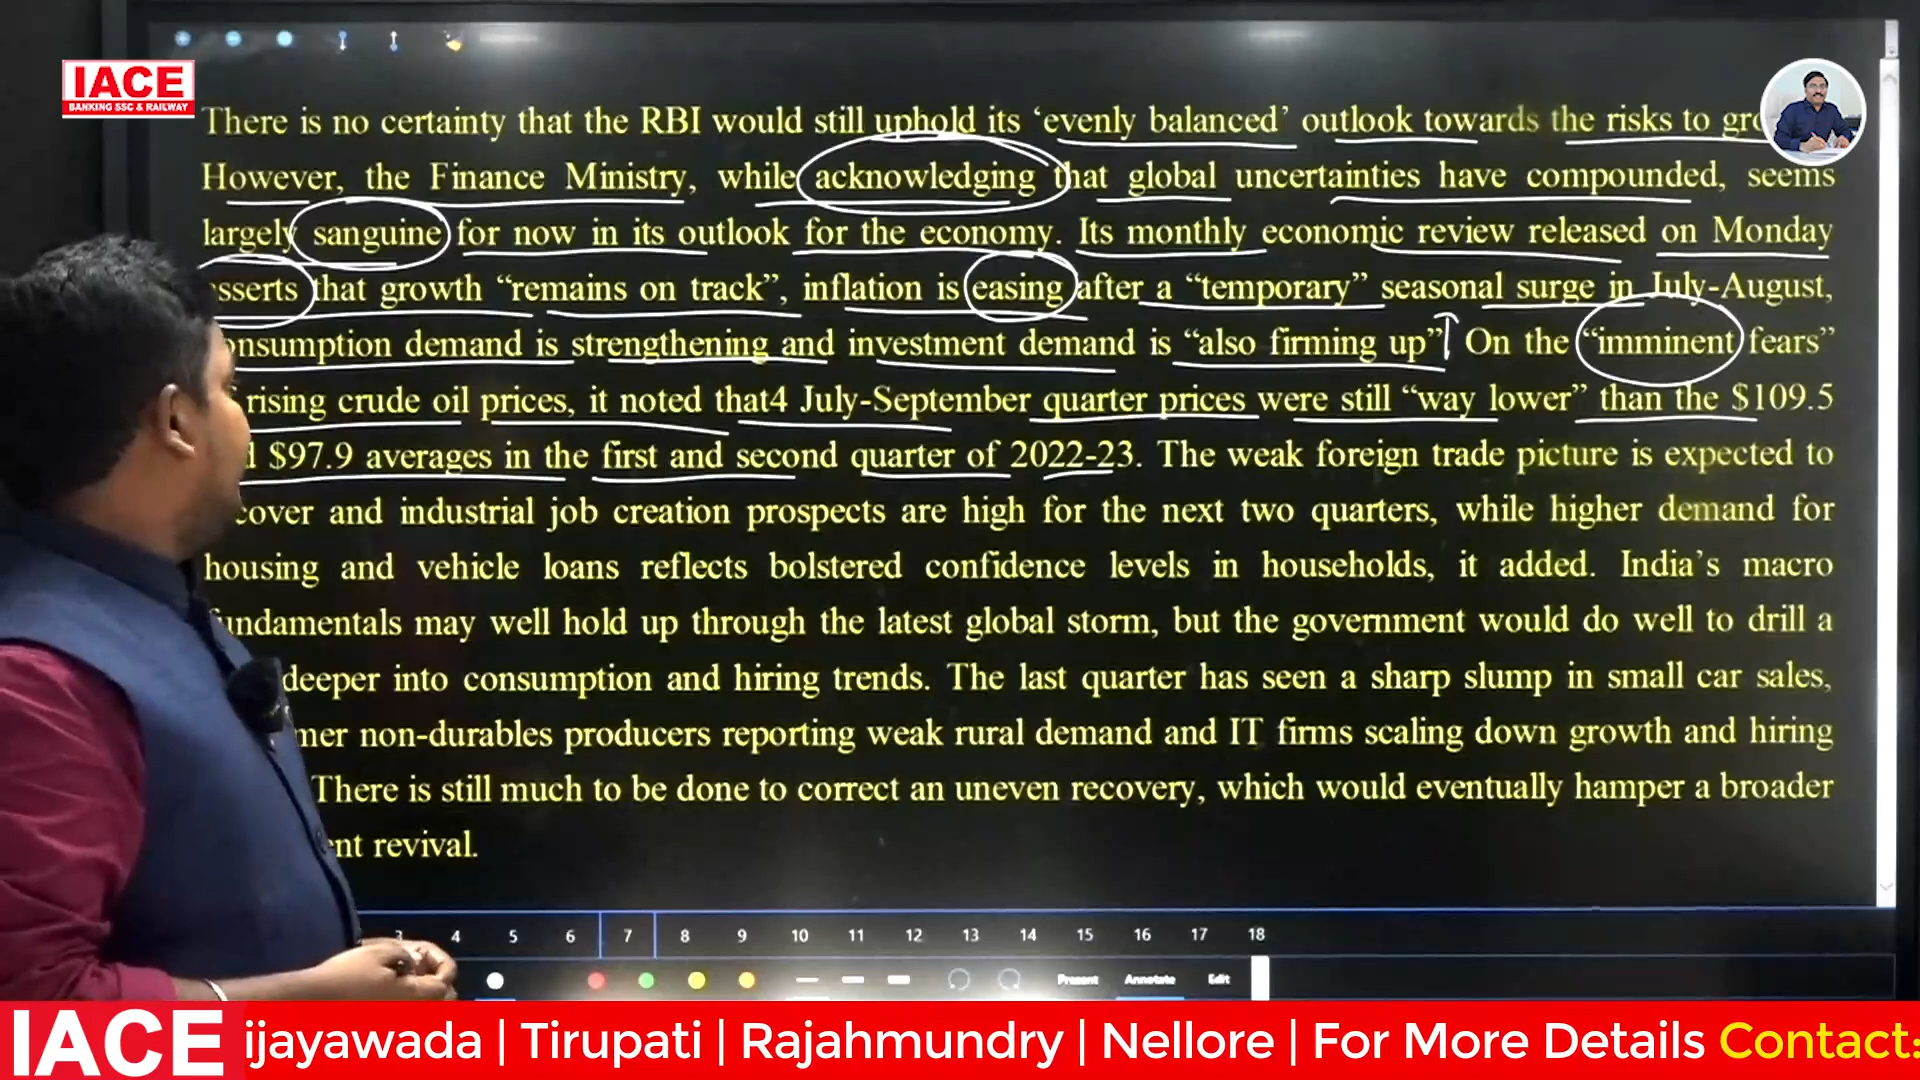 IACE
BANKING SSC & RAILWAY
There is no certainty that the RBI would still uphold its ‘evenly balanced’ outlook towards the risks to
However, the Finance Ministry, while acknowledging that global uncertainties have compounded, seems
largely sanguine for now in its outlook for the economy. Its monthly economic review released on Monday
that growth “remains on track”, inflation is easing after a “temporary” seasonal surge in July-August,
demand is strengthening and investment demand is “also firming up” On the “imminent fears”
rising crude oil prices, it noted that4 July-September quarter prices were still “way lower” than the $109.5
$97.9 averages in the first and second quarter of 2022-23. The weak foreign trade picture is expected to
and industrial job creation prospects are high for the next two quarters, while higher demand for
housing and vehicle loans reflects bolstered confidence levels in households, it added. India’s macro
fundamentals may well hold up through the latest global storm, but the government would do well to drill a
deeper into consumption and hiring trends. The last quarter has seen a sharp slump in small car sales,
non-durables producers reporting weak rural demand and IT firms scaling down growth and hiring
There is still much to be done to correct an uneven recovery, which would eventually hamper a broader
revival.
3 4 5 6 7 8 9 10 11 12 13 14 15 16 17 18
Present Annotate Edit
IACE ijayawada | Tirupati | Rajahmundry | Nellore | For More Details Contact: